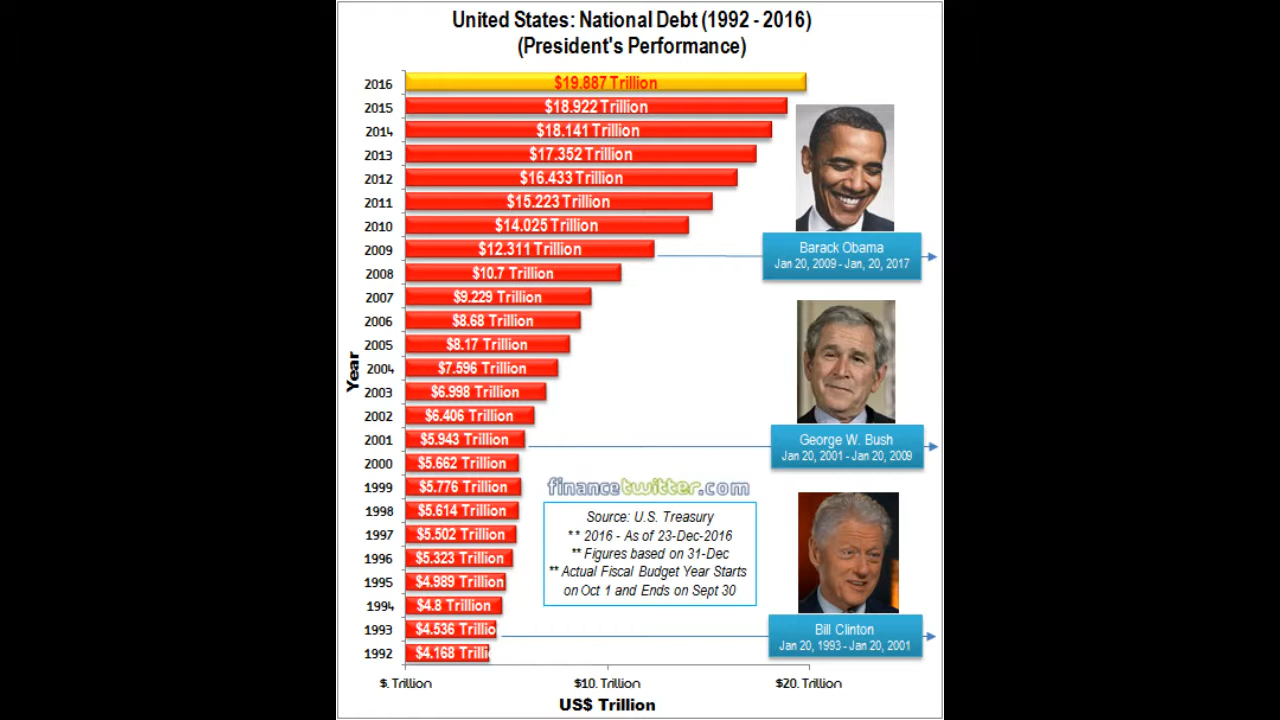 United States: National Debt (1992 - 2016)
(President's Performance)
2016 $19.887 Trillion
2015 $18.922 Trillion
2014 $18.141 Trillion
2013 $17.352 Trillion
2012 $16.433 Trillion
2011 $15.223 Trillion
2010 $14.025 Trillion
2009 $12.311 Trillion
2008 $10.7 Trillion
2007 $9.229 Trillion
2006 $8.68 Trillion
2005 $8.17 Trillion
2004 $7.596 Trillion
2003 $6.998 Trillion
2002 $6.406 Trillion
2001 $5.943 Trillion
2000 $5.662 Trillion
1999 $5.776 Trillion
1998 $5.614 Trillion
1997 $5.502 Trillion
1996 $5.323 Trillion
1995 $4.989 Trillion
1994 $4.8 Trillion
1993 $4.536 Trillio
1992 $4.168 Trilli
Year
$. Trillion $10. Trillion $20. Trillion
US$ Trillion
Barack Obama
Jan 20, 2009 - Jan, 20, 2017
George W. Bush
Jan 20, 2001 - Jan 20, 2009
Bill Clinton
Jan 20, 1993 - Jan 20, 2001
financetwitter.com
Source: U.S. Treasury
** 2016 - As of 23-Dec-2016
** Figures based on 31-Dec
** Actual Fiscal Budget Year Starts
on Oct 1 and Ends on Sept 30